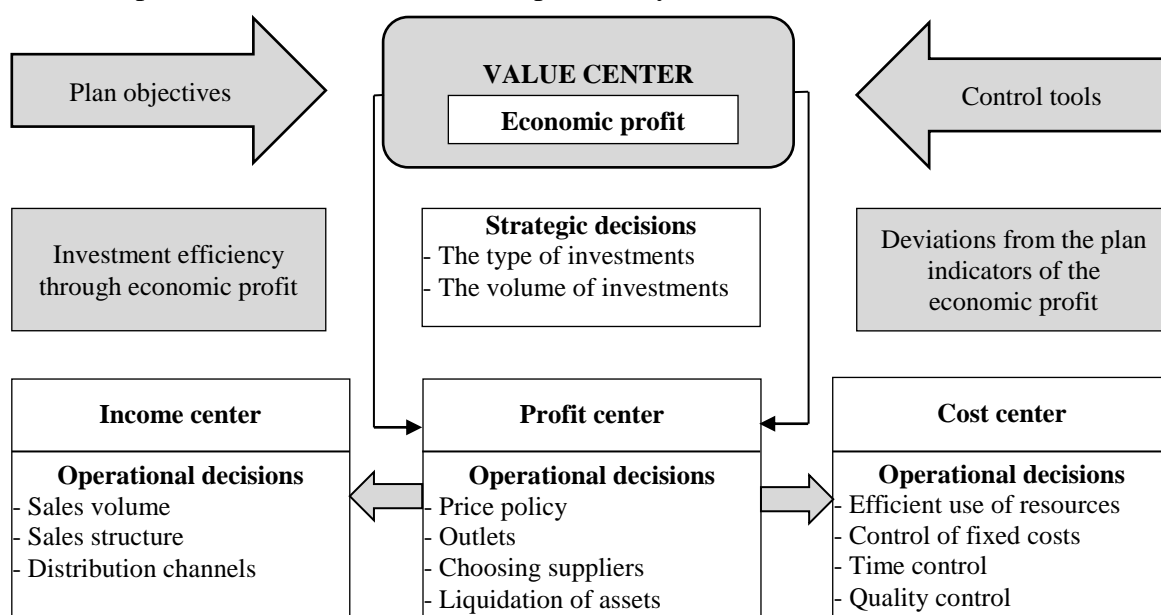 Plan objectives
VALUE CENTER
Economic profit
Control tools
Investment efficiency
through economic profit
Strategic decisions
- The type of investments
- The volume of investments
Deviations from the plan
indicators of the
economic profit
Income center
Operational decisions
- Sales volume
- Sales structure
- Distribution channels
Profit center
Operational decisions
- Price policy
- Outlets
- Choosing suppliers
- Liquidation of assets
Cost center
Operational decisions
- Efficient use of resources
- Control of fixed costs
- Time control
- Quality control